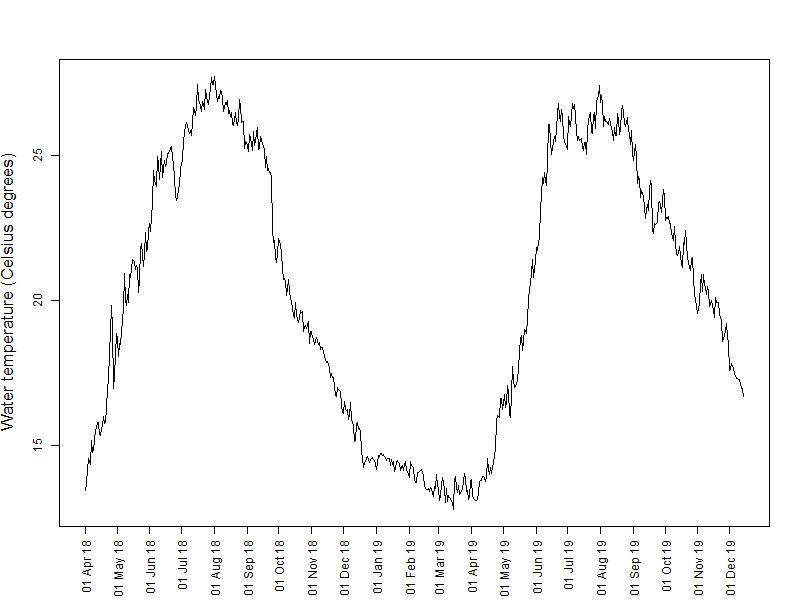 Water temperature (Celsius degrees)
25
20
15
01 Apr 18
01 May 18
01 Jun 18
01 Jul 18
01 Aug 18
01 Sep 18
01 Oct 18
01 Nov 18
01 Dec 18
01 Jan 19
01 Feb 19
01 Mar 19
01 Apr 19
01 May 19
01 Jun 19
01 Jul 19
01 Aug 19
01 Sep 19
01 Oct 19
01 Nov 19
01 Dec 19